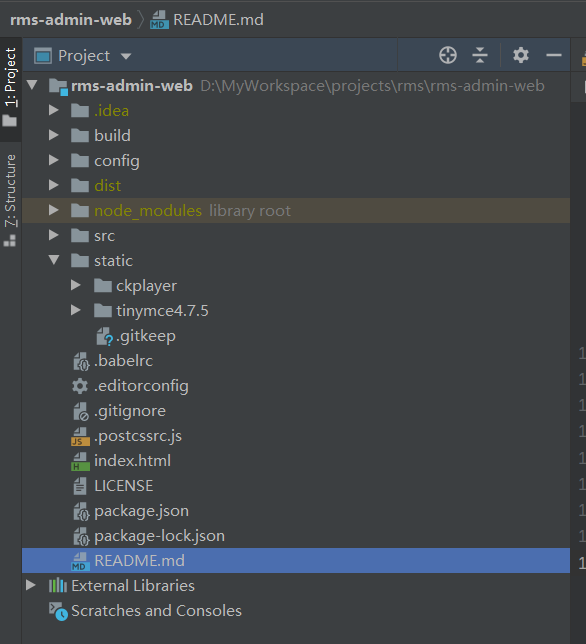 rms-admin-web README.md
1: Project
Z: Structure
Project
rms-admin-web D:\MyWorkspace\projects\rms\rms-admin-web
.idea
build
config
dist
node_modules library root
src
static
ckplayer
tinymce4.7.5
.gitkeep
.babelrc
.editorconfig
.gitignore
.postcssrc.js
index.html
LICENSE
package.json
package-lock.json
README.md
External Libraries
Scratches and Consoles